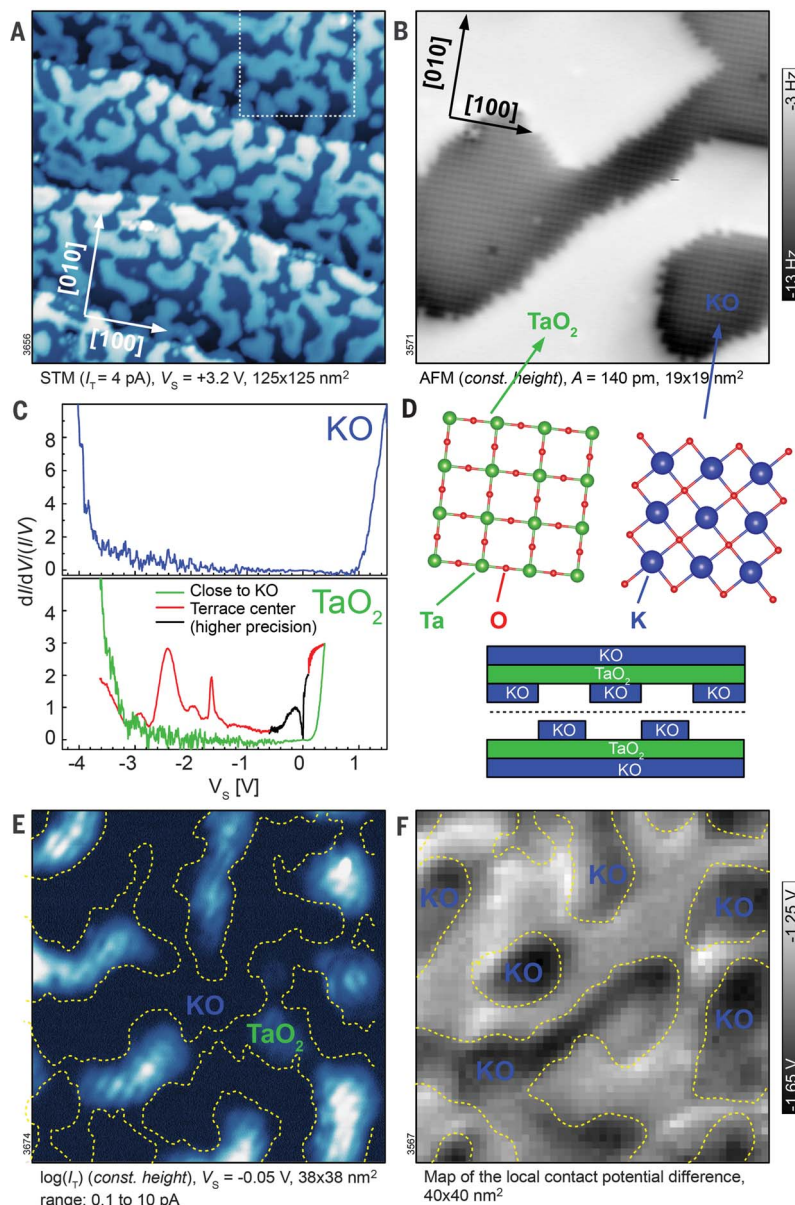 A
[010]
[100]
3656
STM (I_T = 4 pA), V_S = +3.2 V, 125x125 nm²
B
[010]
[100]
KO
TaO₂
3571
-3 Hz
-13 Hz
AFM (const. height), A = 140 pm, 19x19 nm²
C
KO
8
6
4
2
0
dI/dV/(I/V)
TaO₂
Close to KO
Terrace center
(higher precision)
5
4
3
2
1
0
-4 -3 -2 -1 0 1
V_S [V]
D
Ta
O
K
KO
TaO₂
KO KO KO
KO KO
TaO₂
KO
E
KO
TaO₂
3674
log(I_T) (const. height), V_S = -0.05 V, 38x38 nm²
range: 0.1 to 10 pA
F
KO
KO
KO
KO
KO
KO
3567
-1.25 V
-1.65 V
Map of the local contact potential difference,
40x40 nm²